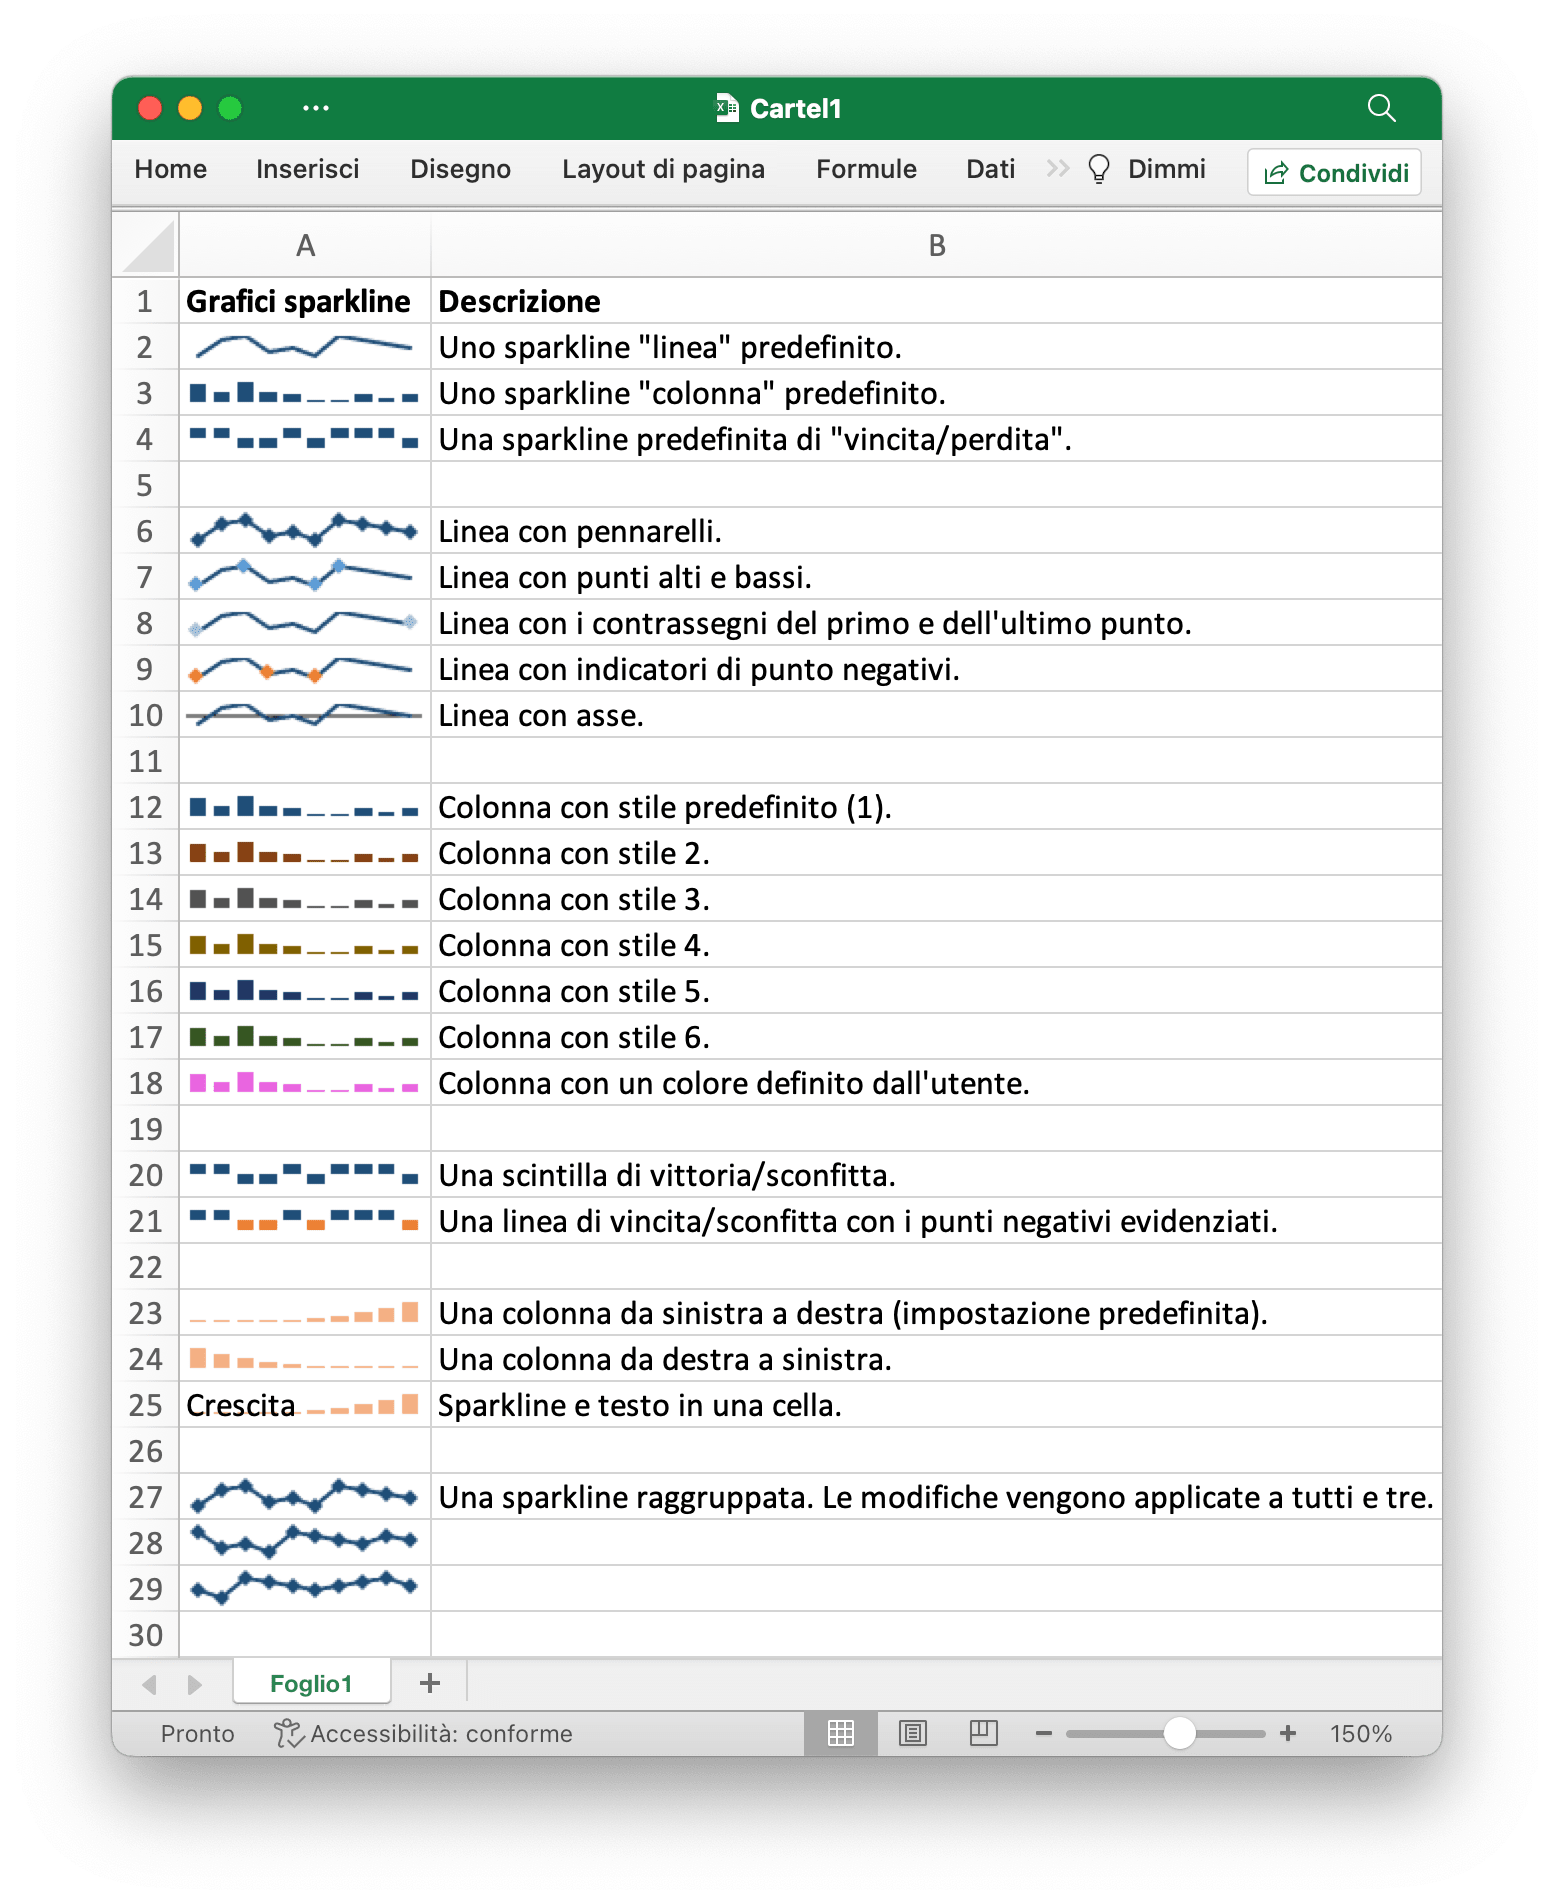 Cartel1
Home Inserisci Disegno Layout di pagina Formule Dati Dimmi Condividi
A B
1 Grafici sparkline Descrizione
2 Uno sparkline "linea" predefinito.
3 Uno sparkline "colonna" predefinito.
4 Una sparkline predefinita di "vincita/perdita".
5
6 Linea con pennarelli.
7 Linea con punti alti e bassi.
8 Linea con i contrassegni del primo e dell'ultimo punto.
9 Linea con indicatori di punto negativi.
10 Linea con asse.
11
12 Colonna con stile predefinito (1).
13 Colonna con stile 2.
14 Colonna con stile 3.
15 Colonna con stile 4.
16 Colonna con stile 5.
17 Colonna con stile 6.
18 Colonna con un colore definito dall'utente.
19
20 Una scintilla di vittoria/sconfitta.
21 Una linea di vincita/sconfitta con i punti negativi evidenziati.
22
23 Una colonna da sinistra a destra (impostazione predefinita).
24 Una colonna da destra a sinistra.
25 Crescita Sparkline e testo in una cella.
26
27 Una sparkline raggruppata. Le modifiche vengono applicate a tutti e tre.
28
29
30
Foglio1
Pronto Accessibilità: conforme 150%